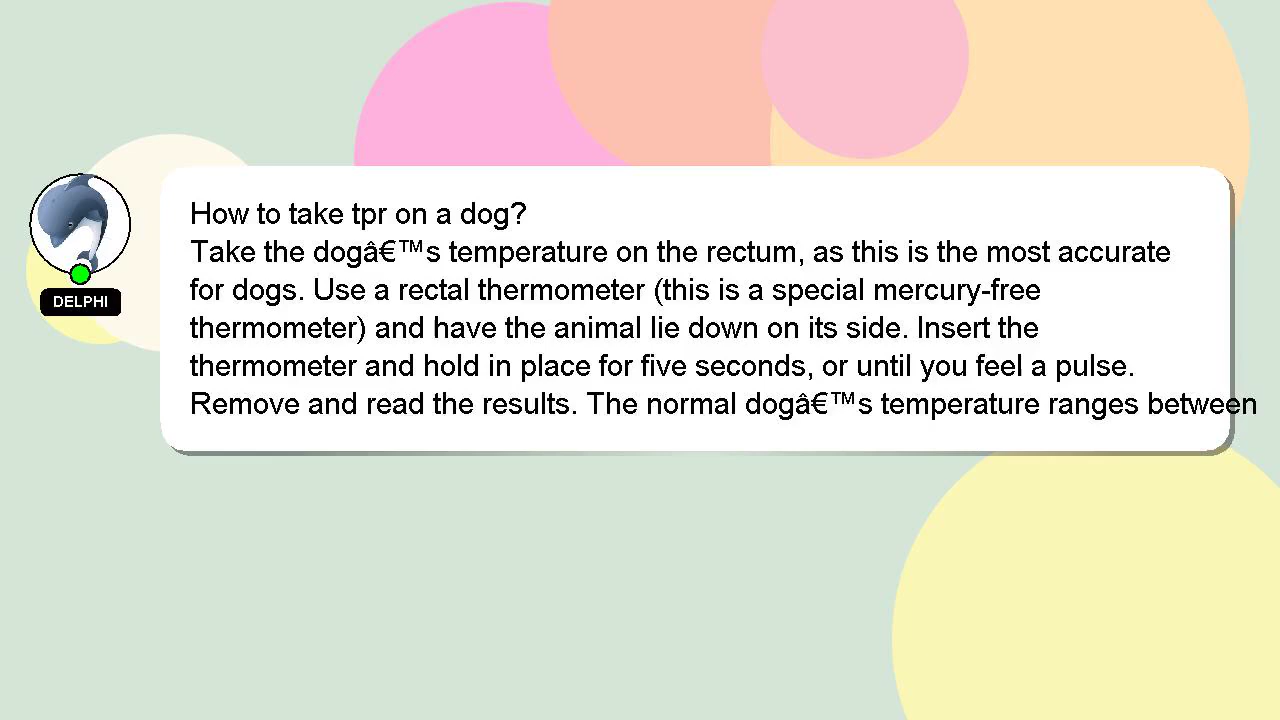 How to take tpr on a dog?
Take the dogâ€™s temperature on the rectum, as this is the most accurate
for dogs. Use a rectal thermometer (this is a special mercury-free
thermometer) and have the animal lie down on its side. Insert the
thermometer and hold in place for five seconds, or until you feel a pulse.
Remove and read the results. The normal dogâ€™s temperature ranges between
DELPHI